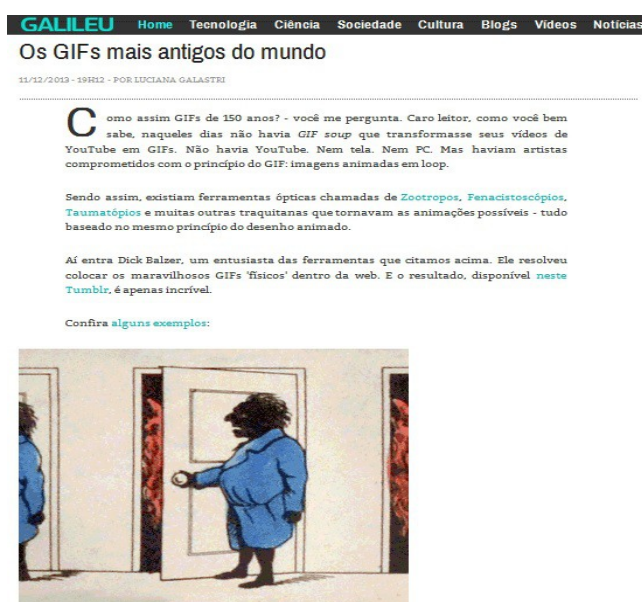 GALILEU Home Tecnologia Ciência Sociedade Cultura Blogs Vídeos Notícias
Os GIFs mais antigos do mundo
11/12/2013 - 19H12 - POR LUCIANA GALASTRI
Como assim GIFs de 150 anos? - você me pergunta. Caro leitor, como você bem
sabe, naqueles dias não havia GIF soup que transformasse seus vídeos de
YouTube em GIFs. Não havia YouTube. Nem tela. Nem PC. Mas haviam artistas
comprometidos com o princípio do GIF: imagens animadas em loop.
Sendo assim, existiam ferramentas ópticas chamadas de Zootropos, Fenacistoscópios,
Taumatópios e muitas outras traquitanas que tornavam as animações possíveis - tudo
baseado no mesmo princípio do desenho animado.
Aí entra Dick Balzer, um entusiasta das ferramentas que citamos acima. Ele resolveu
colocar os maravilhosos GIFs 'físicos' dentro da web. E o resultado, disponível neste
Tumblr, é apenas incrível.
Confira alguns exemplos: